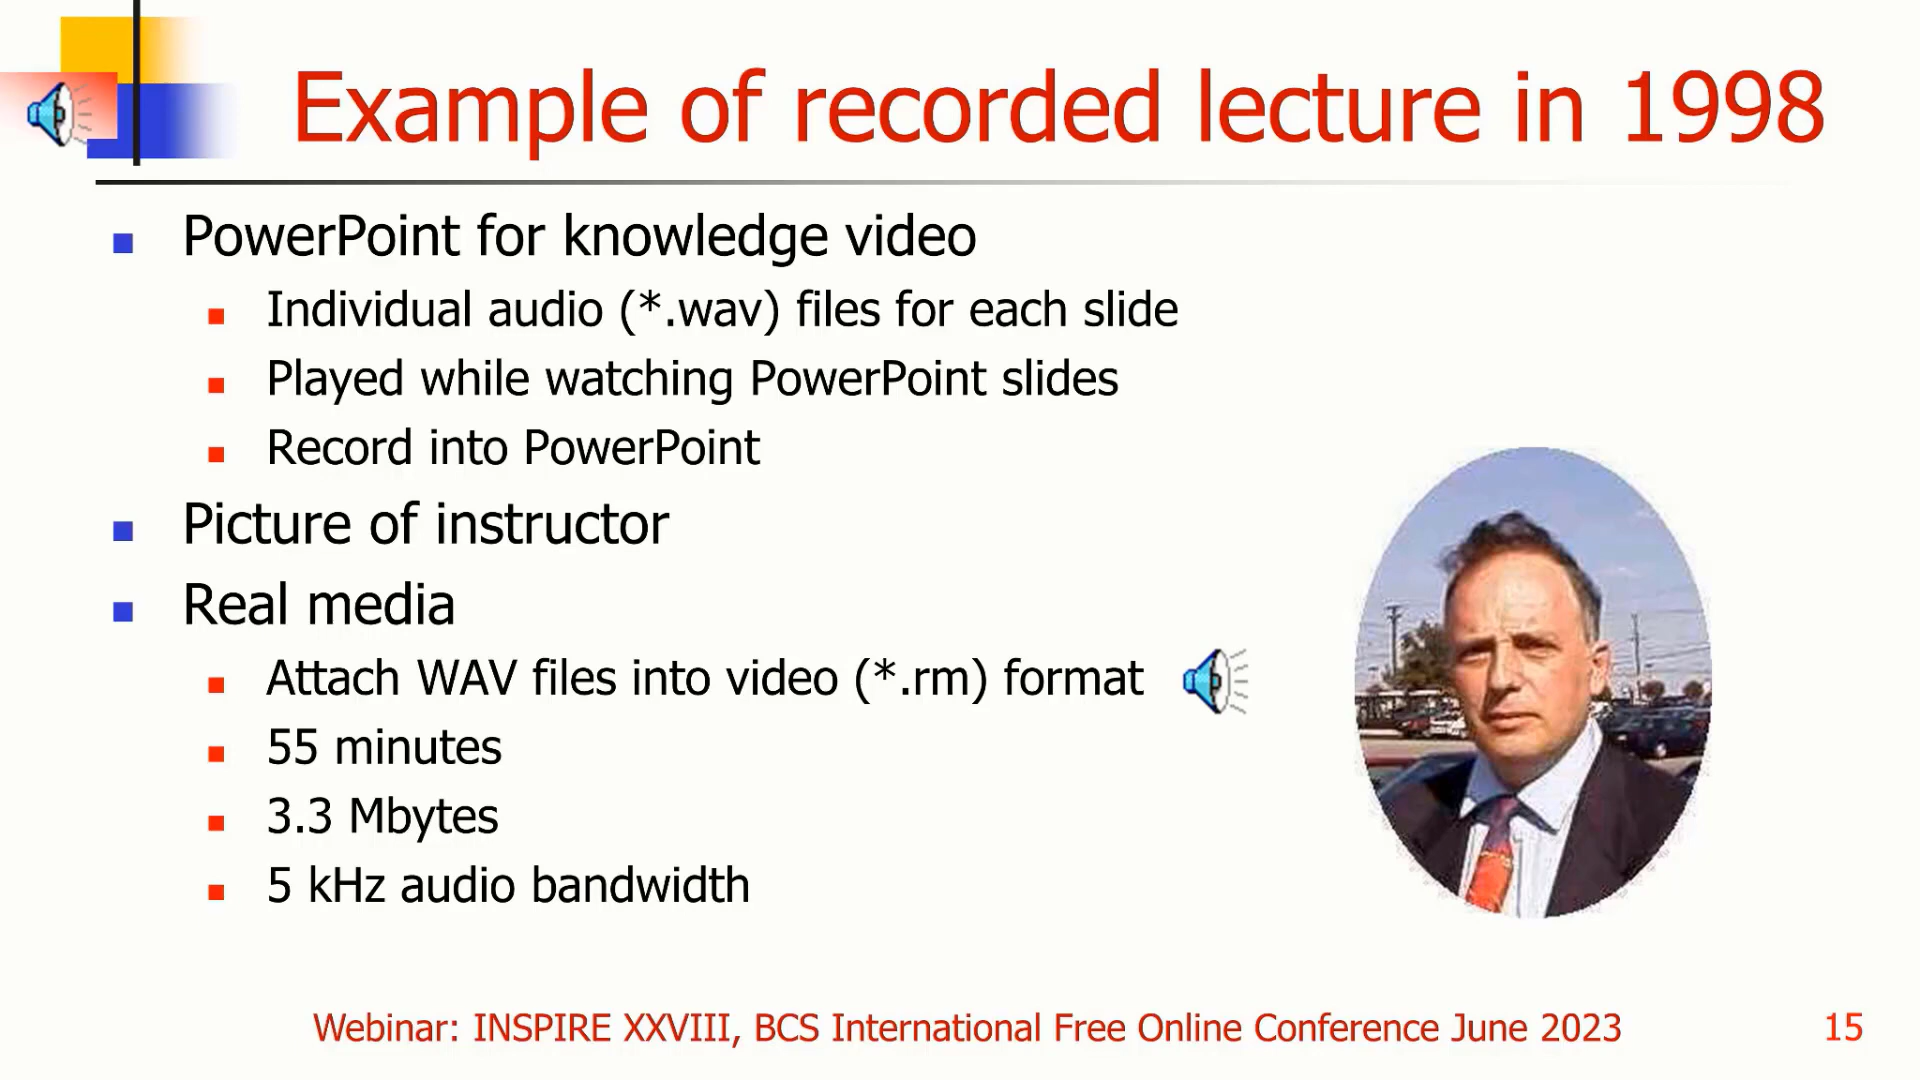 Example of recorded lecture in 1998
PowerPoint for knowledge video
Individual audio (*.wav) files for each slide
Played while watching PowerPoint slides
Record into PowerPoint
Picture of instructor
Real media
Attach WAV files into video (*.rm) format
55 minutes
3.3 Mbytes
5 kHz audio bandwidth
Webinar: INSPIRE XXVIII, BCS International Free Online Conference June 2023
15